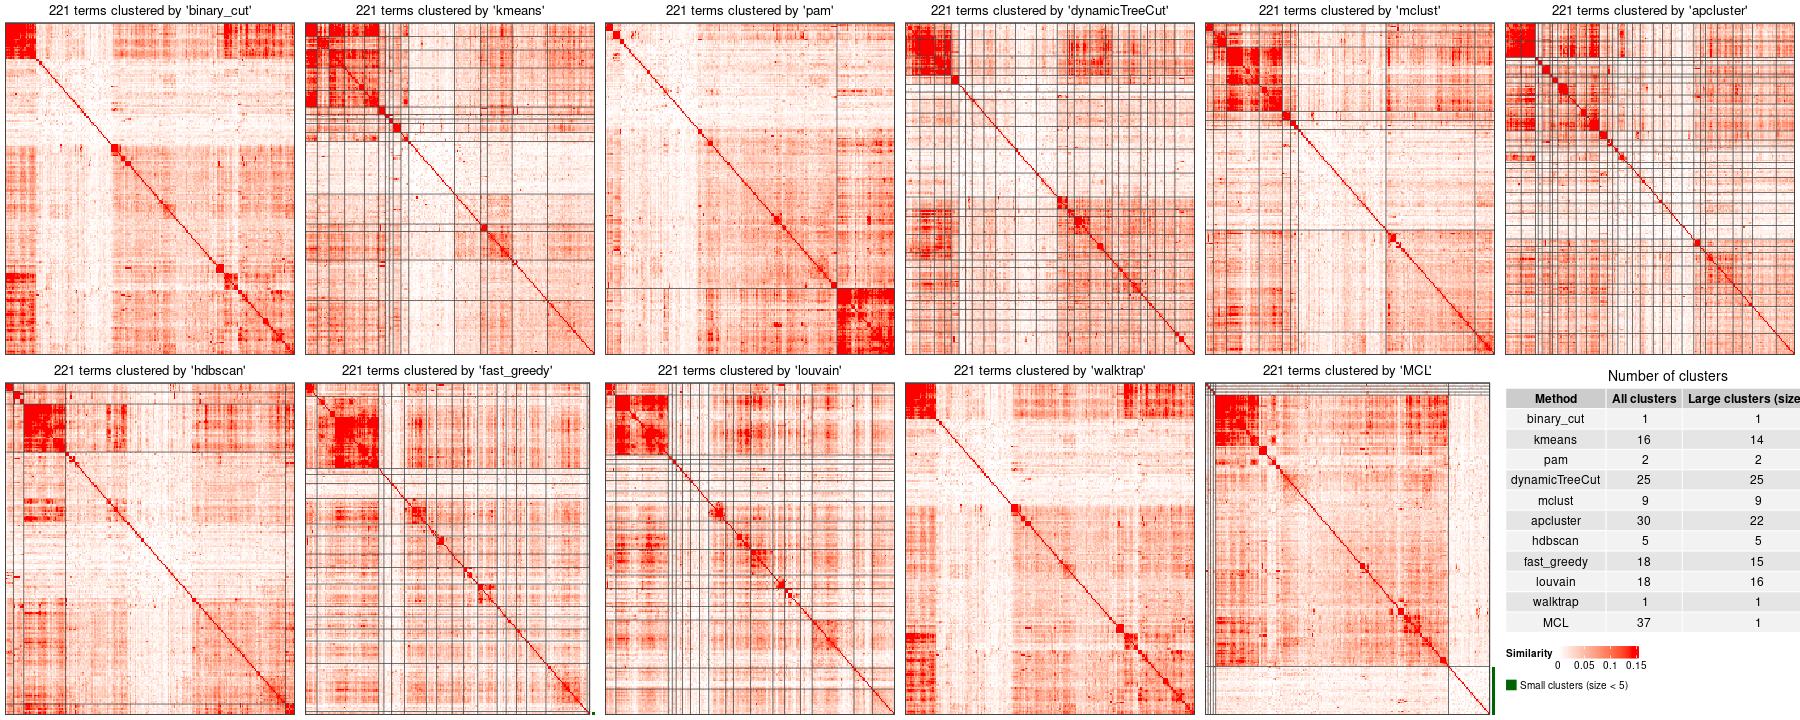 221 terms clustered by 'binary_cut'
221 terms clustered by 'kmeans'
221 terms clustered by 'pam'
221 terms clustered by 'dynamicTreeCut'
221 terms clustered by 'mclust'
221 terms clustered by 'apcluster'
221 terms clustered by 'hdbscan'
221 terms clustered by 'fast_greedy'
221 terms clustered by 'louvain'
221 terms clustered by 'walktrap'
221 terms clustered by 'MCL'
Number of clusters
Method All clusters Large clusters (size
binary_cut 1 1
kmeans 16 14
pam 2 2
dynamicTreeCut 25 25
mclust 9 9
apcluster 30 22
hdbscan 5 5
fast_greedy 18 15
louvain 18 16
walktrap 1 1
MCL 37 1
Similarity
0 0.05 0.1 0.15
Small clusters (size < 5)